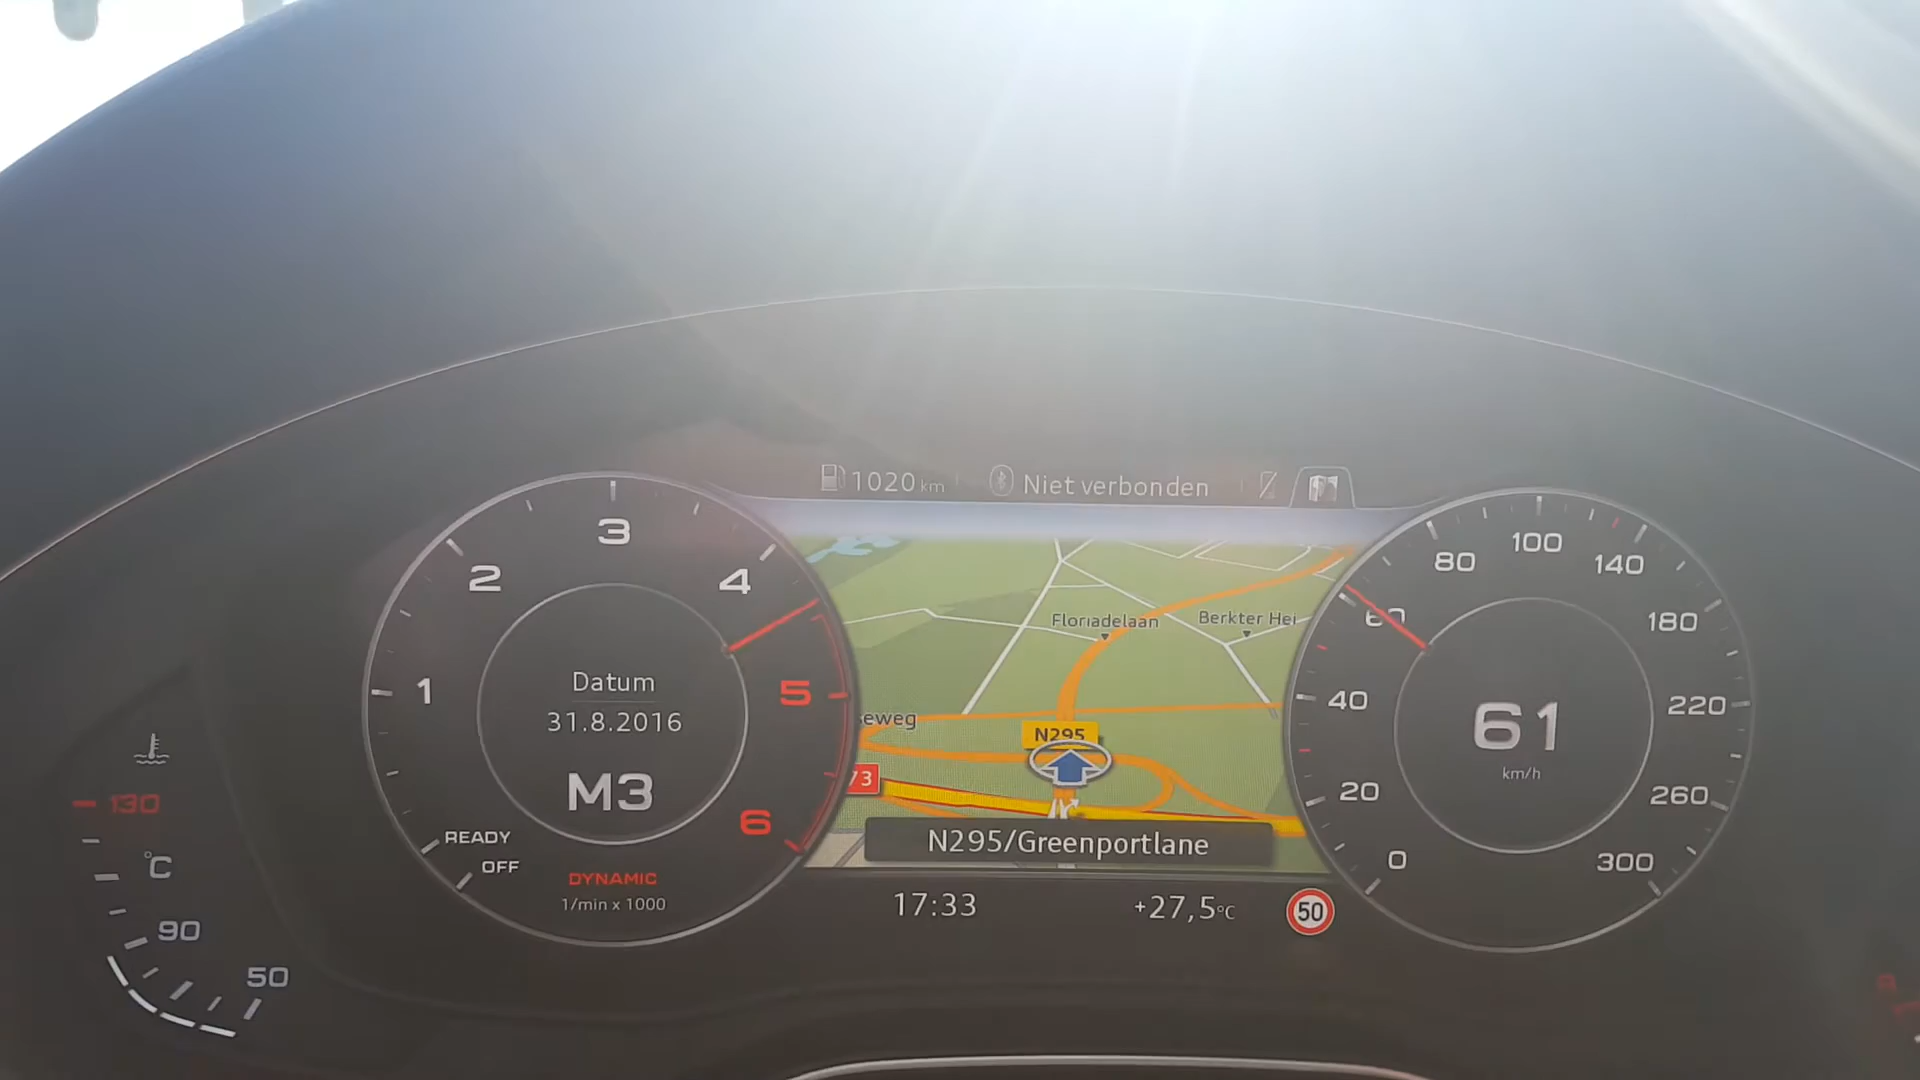 1020 km
Niet verbonden
1
2
3
4
5
6
READY
OFF
Datum
31.8.2016
M3
DYNAMIC
1/min x 1000
Floriadelaan
Berkter Hei
eweg
N295
73
N295/Greenportlane
17:33
+27,5°C
50
0
20
40
60
80
100
140
180
220
260
300
61
km/h
130
°C
90
50